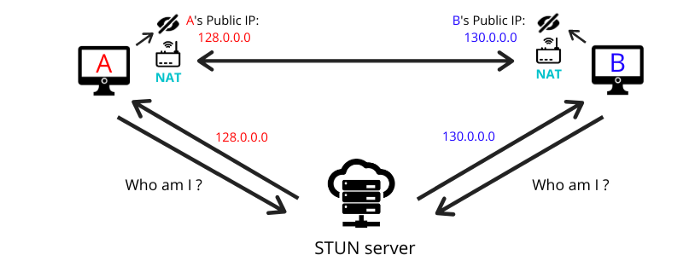 A's Public IP:
128.0.0.0
B's Public IP:
130.0.0.0
A
NAT
NAT
B
128.0.0.0
130.0.0.0
Who am I ?
Who am I ?
STUN server